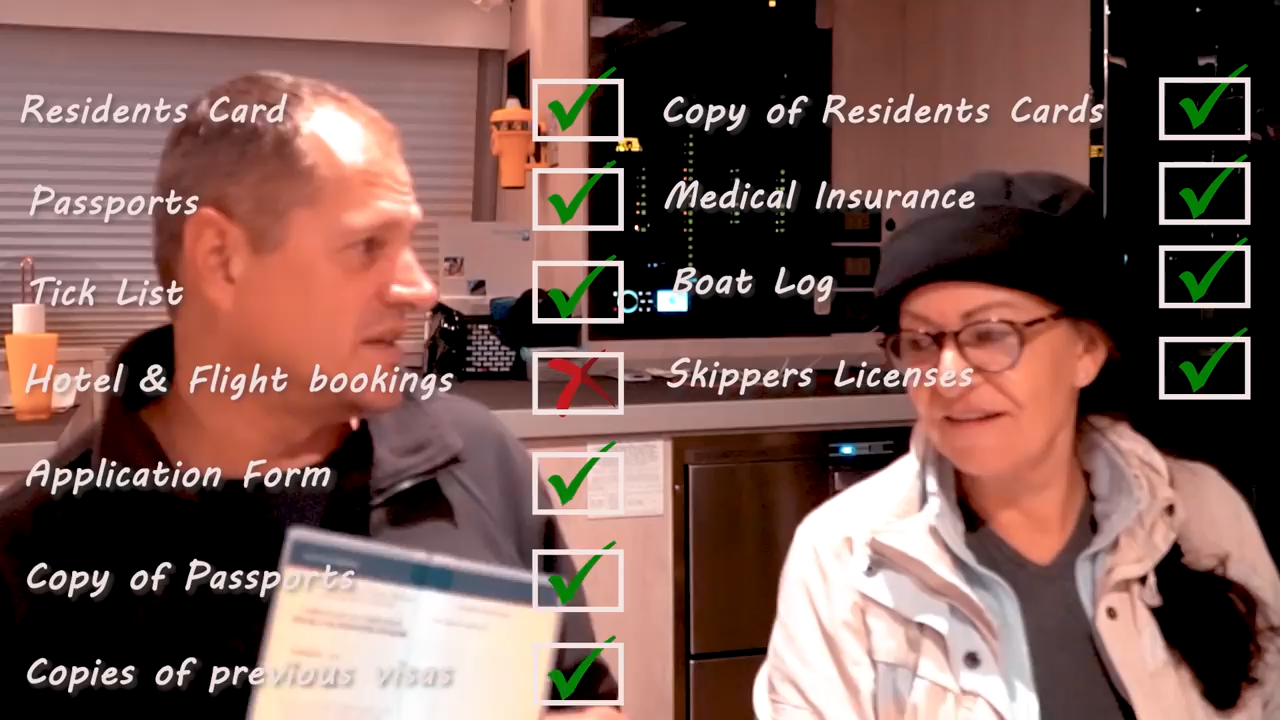 Residents Card
Passports
Tick List
Hotel & Flight bookings
Application Form
Copy of Passports
Copies of previous visas
Copy of Residents Cards
Medical Insurance
Boat Log
Skippers Licenses